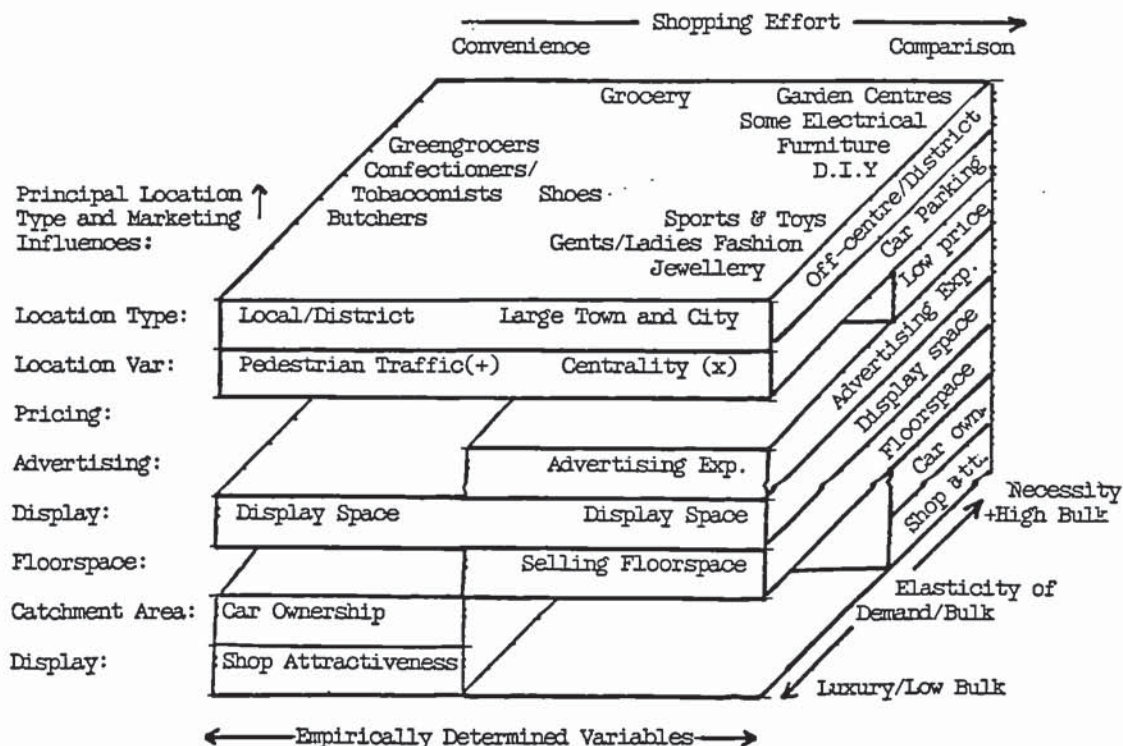 Shopping Effort
Convenience Comparison
Grocery Garden Centres
Some Electrical
Greengrocers Furniture
Confectioners/ D.I.Y
Tobacconists Shoes
Butchers Sports & Toys
Gents/Ladies Fashion
Jewellery
Principal Location
Type and Marketing
Influences:
Location Type: Local/District Large Town and City
Location Var: Pedestrian Traffic(+) Centrality (x)
Pricing:
Advertising: Advertising Exp.
Display: Display Space Display Space
Floorspace: Selling Floorspace
Catchment Area: Car Ownership
Display: Shop Attractiveness
Off-centre/District
Car Parking
Low price
Advertising Exp.
Display space
Floorspace
Car own.
Shop att.
Necessity
+High Bulk
Elasticity of
Demand/Bulk
Luxury/Low Bulk
Empirically Determined Variables